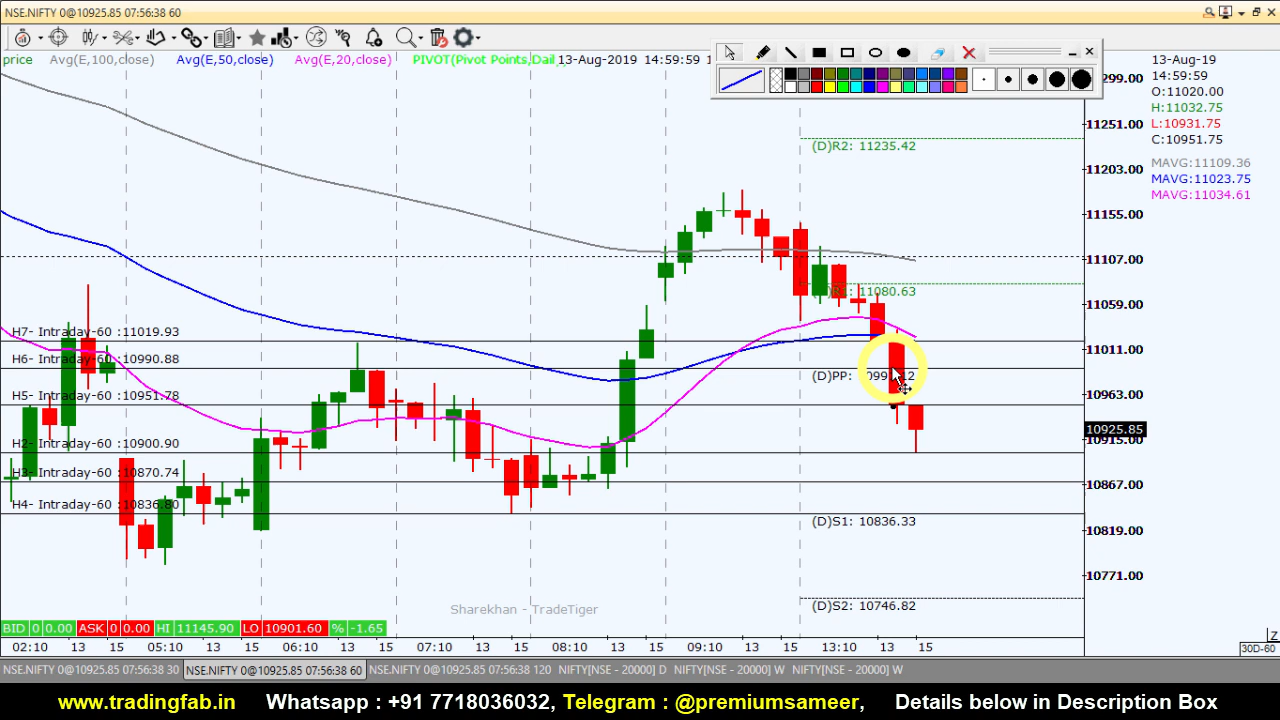 NSE.NIFTY 0@10925.85 07:56:38 60
price Avg(E,100,close) Avg(E,50,close) Avg(E,20,close) PIVOT(Pivot Points,Dail 13-Aug-2019 14:59:59
13-Aug-19
14:59:59
O:11020.00
H:11032.75
L:10931.75
C:10951.75
MAVG:11109.36
MAVG:11023.75
MAVG:11034.61
11251.00
11203.00
11155.00
11107.00
11059.00
11011.00
10963.00
10925.85
10915.00
10867.00
10819.00
10771.00
(D)R2: 11235.42
11080.63
(D)PP:
(D)S1: 10836.33
(D)S2: 10746.82
H7- Intraday-60 :11019.93
H6- Intraday-60 :10990.88
H5- Intraday-60 :10951.78
H2- Intraday-60 :10900.90
H3- Intraday-60 :10870.74
H4- Intraday-60 :10836.80
Sharekhan - TradeTiger
BID 0 0.00 ASK 0 0.00 HI 11145.90 LO 10901.60 % -1.65
02:10 13 15 05:10 13 15 06:10 13 15 07:10 13 15 09:10 13 15 13:10 13 15
Z
30D-60
NSE.NIFTY 0@10925.85 07:56:38 30 NSE.NIFTY 0@10925.85 07:56:38 60 NSE.NIFTY 0@10925.85 07:56:38 120 NIFTY[NSE - 20000] D NIFTY[NSE - 20000] W NIFTY[NSE - 20000] W
www.tradingfab.in Whatsapp : +91 7718036032, Telegram : @premiumsameer, Details below in Description Box